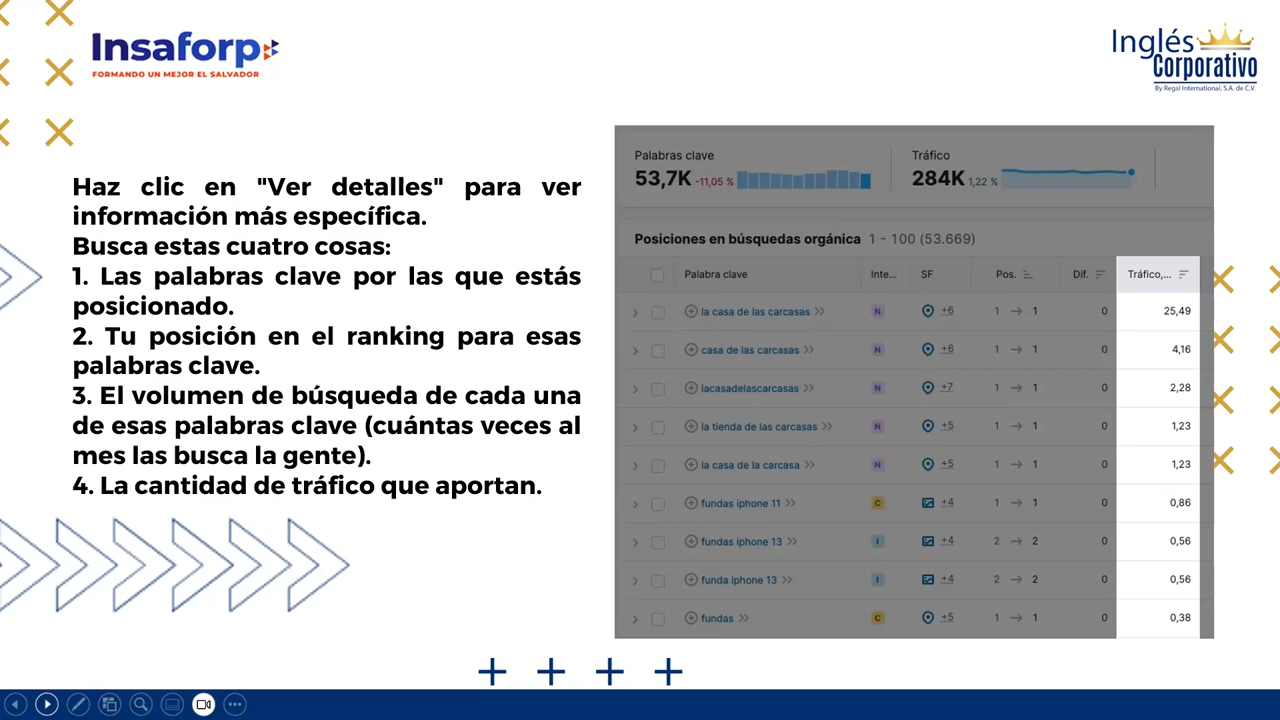 Insaforp
FORMANDO UN MEJOR EL SALVADOR
Inglés
Corporativo
By Regal International, S.A. de C.V.
Haz clic en "Ver detalles" para ver
información más específica.
Busca estas cuatro cosas:
1. Las palabras clave por las que estás
posicionado.
2. Tu posición en el ranking para esas
palabras clave.
3. El volumen de búsqueda de cada una
de esas palabras clave (cuántas veces al
mes las busca la gente).
4. La cantidad de tráfico que aportan.
Palabras clave Tráfico
53,7K -11,05 % 284K 1,22 %
Posiciones en búsquedas orgánica 1 - 100 (53.669)
Palabra clave Inte... SF Pos. Dif. Tráfico,...
la casa de las carcasas N +6 1 → 1 0 25,49
casa de las carcasas N +6 1 → 1 0 4,16
lacasadelascarcasas N +7 1 → 1 0 2,28
la tienda de las carcasas N +5 1 → 1 0 1,23
la casa de la carcasa N +5 1 → 1 0 1,23
fundas iphone 11 C +4 1 → 1 0 0,86
fundas iphone 13 I +4 2 → 2 0 0,56
funda iphone 13 I +4 2 → 2 0 0,56
fundas C +5 1 → 1 0 0,38